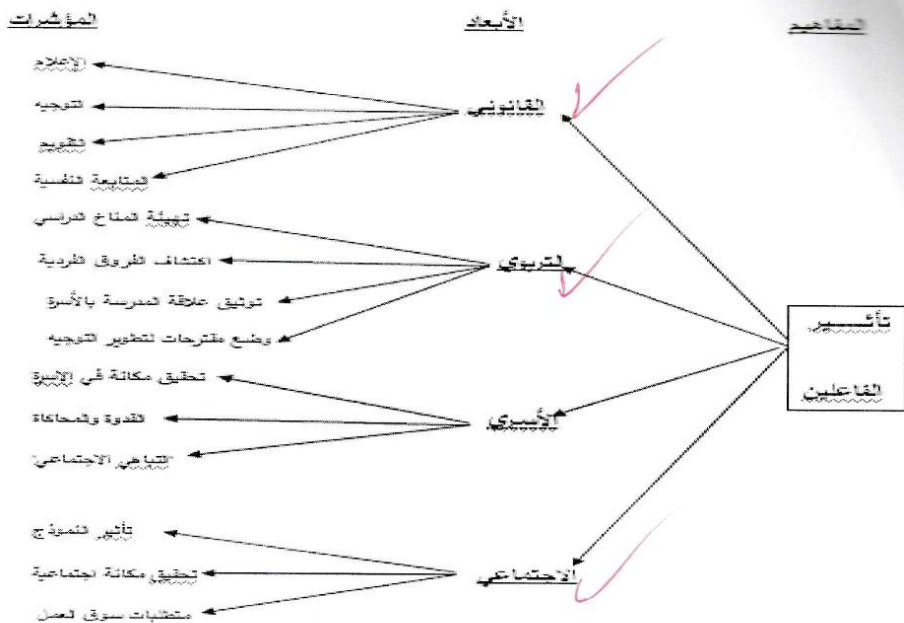 المفاهيم
الأبعاد
المؤشرات
تأثـــــير
الفاعلين
القانوني
الإعلام
التوجيه
التقويم
المتابعة النفسية
لتربوي
تهيئة المناخ الدراسي
اكتشاف الفروق الفردية
توثيق علاقة المدرسة بالأسرة
وضع مقترحات لتطوير التوجيه
الأسري
تحقيق مكانة في الأسرة
القدوة والمحاكاة
التباهي الاجتماعي
الاجتماعي
تأثير النموذج
تحقيق مكانة اجتماعية
متطلبات سوق العمل